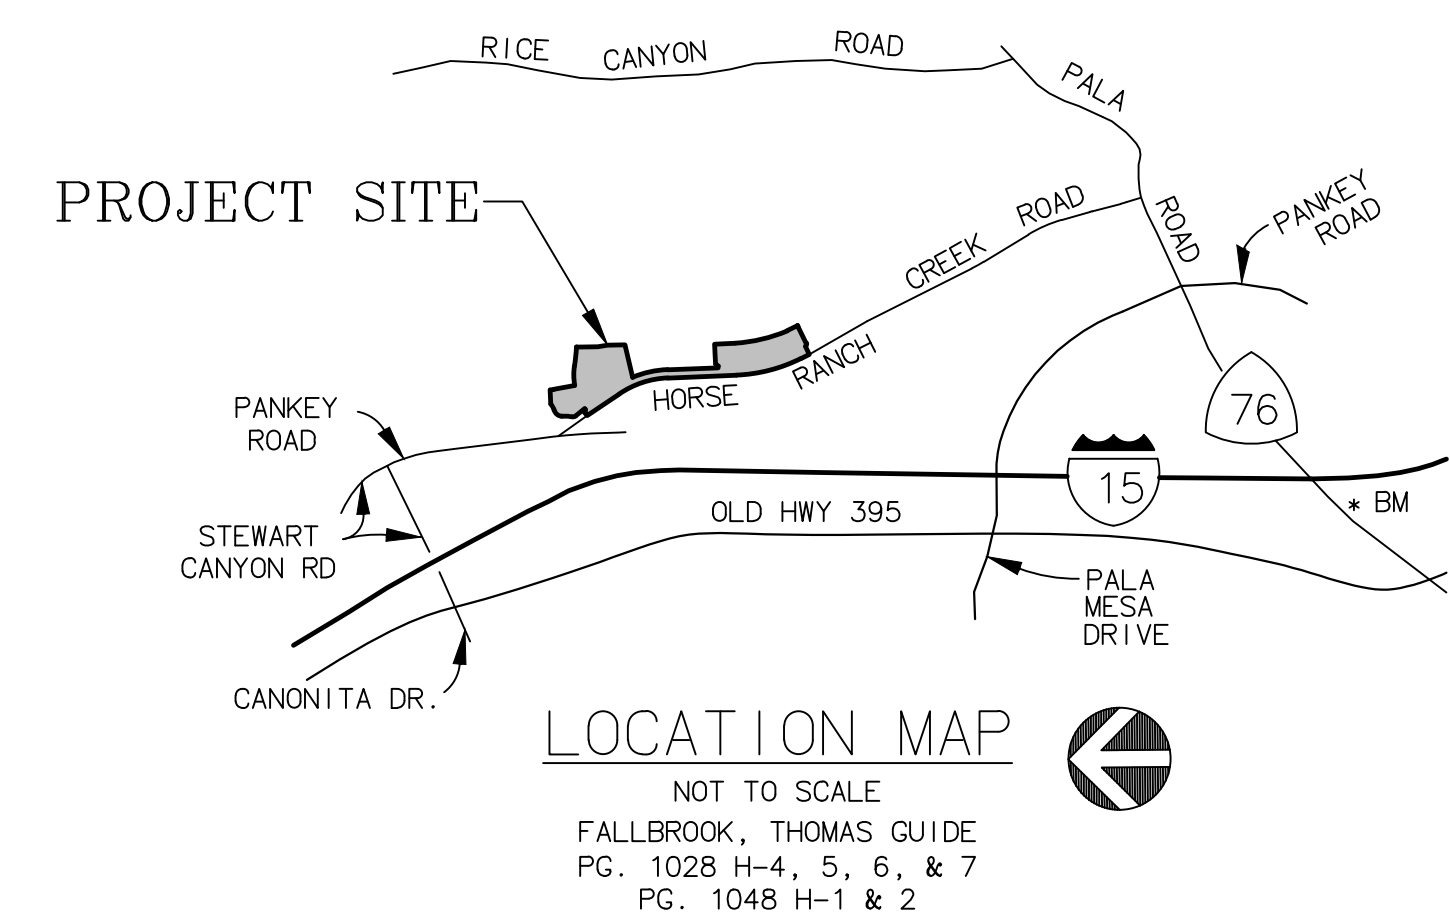 RICE CANYON ROAD
PALA ROAD
PROJECT SITE
PANKEY
ROAD
HORSE RANCH CREEK ROAD
PANKEY
ROAD
76
15
STEWART
CANYON RD
OLD HWY 395
* BM
PALA
MESA
DRIVE
CANONITA DR.
LOCATION MAP
NOT TO SCALE
FALLBROOK, THOMAS GUIDE
PG. 1028 H-4, 5, 6, & 7
PG. 1048 H-1 & 2